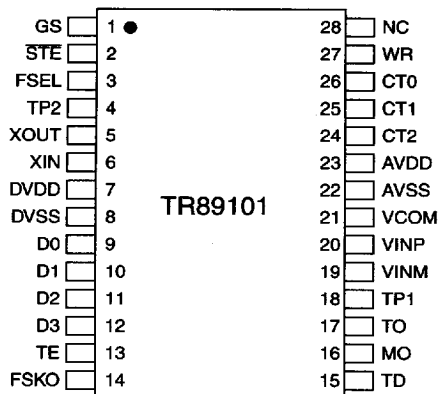 GS 1 28 NC
STE 2 27 WR
FSEL 3 26 CT0
TP2 4 25 CT1
XOUT 5 24 CT2
XIN 6 23 AVDD
DVDD 7 22 AVSS
DVSS 8 21 VCOM
TR89101
D0 9 20 VINP
D1 10 19 VINM
D2 11 18 TP1
D3 12 17 TO
TE 13 16 MO
FSKO 14 15 TD